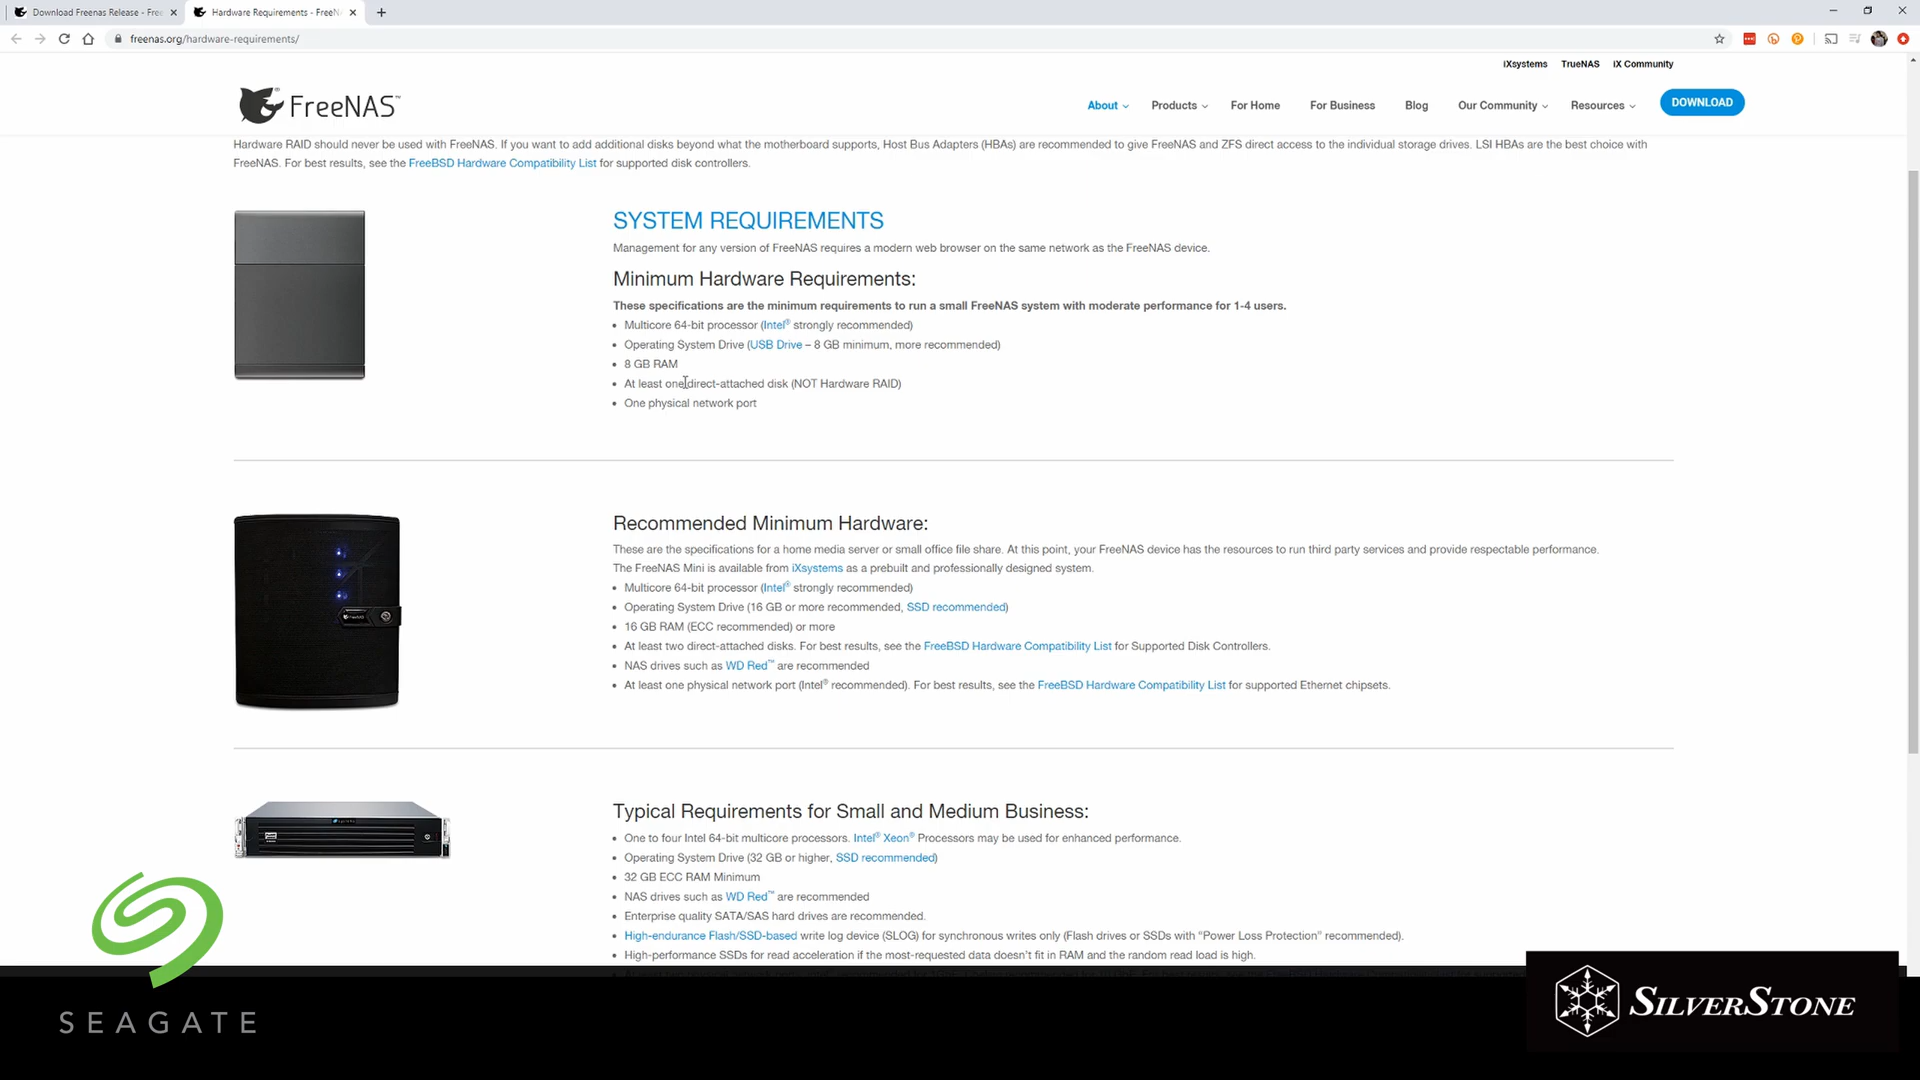 Download Freenas Release - Fre
Hardware Requirements - FreeN
freenas.org/hardware-requirements/
iXsystems TrueNAS iX Community
FreeNAS™
About Products For Home For Business Blog Our Community Resources DOWNLOAD
Hardware RAID should never be used with FreeNAS. If you want to add additional disks beyond what the motherboard supports, Host Bus Adapters (HBAs) are recommended to give FreeNAS and ZFS direct access to the individual storage drives. LSI HBAs are the best choice with
FreeNAS. For best results, see the FreeBSD Hardware Compatibility List for supported disk controllers.
SYSTEM REQUIREMENTS
Management for any version of FreeNAS requires a modern web browser on the same network as the FreeNAS device.
Minimum Hardware Requirements:
These specifications are the minimum requirements to run a small FreeNAS system with moderate performance for 1-4 users.
• Multicore 64-bit processor (Intel® strongly recommended)
• Operating System Drive (USB Drive – 8 GB minimum, more recommended)
• 8 GB RAM
• At least one direct-attached disk (NOT Hardware RAID)
• One physical network port
Recommended Minimum Hardware:
These are the specifications for a home media server or small office file share. At this point, your FreeNAS device has the resources to run third party services and provide respectable performance.
The FreeNAS Mini is available from iXsystems as a prebuilt and professionally designed system.
• Multicore 64-bit processor (Intel® strongly recommended)
• Operating System Drive (16 GB or more recommended, SSD recommended)
• 16 GB RAM (ECC recommended) or more
• At least two direct-attached disks. For best results, see the FreeBSD Hardware Compatibility List for Supported Disk Controllers.
• NAS drives such as WD Red™ are recommended
• At least one physical network port (Intel® recommended). For best results, see the FreeBSD Hardware Compatibility List for supported Ethernet chipsets.
Typical Requirements for Small and Medium Business:
• One to four Intel 64-bit multicore processors. Intel® Xeon® Processors may be used for enhanced performance.
• Operating System Drive (32 GB or higher, SSD recommended)
• 32 GB ECC RAM Minimum
• NAS drives such as WD Red™ are recommended
• Enterprise quality SATA/SAS hard drives are recommended.
• High-endurance Flash/SSD-based write log device (SLOG) for synchronous writes only (Flash drives or SSDs with “Power Loss Protection” recommended).
• High-performance SSDs for read acceleration if the most-requested data doesn’t fit in RAM and the random read load is high.
SEAGATE
SILVERSTONE